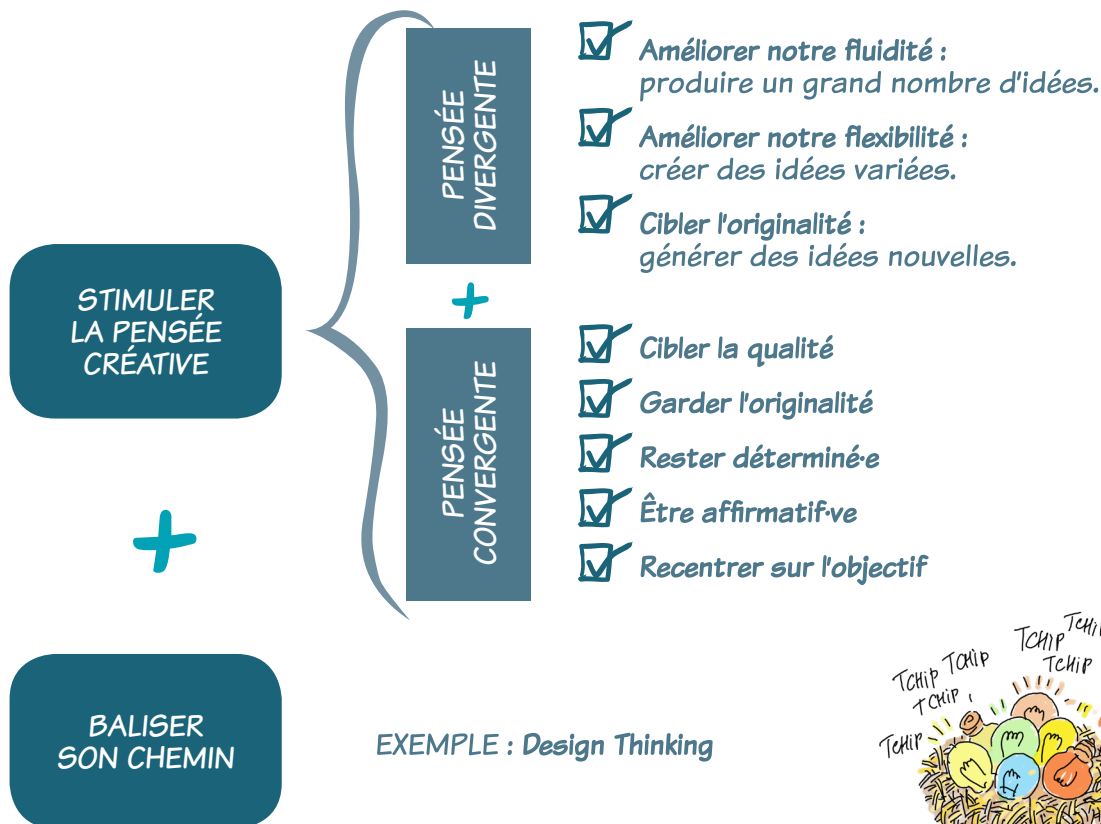 STIMULER
LA PENSÉE
CRÉATIVE
PENSÉE
DIVERGENTE
Améliorer notre fluidité :
produire un grand nombre d'idées.
Améliorer notre flexibilité :
créer des idées variées.
Cibler l'originalité :
générer des idées nouvelles.
+
PENSÉE
CONVERGENTE
Cibler la qualité
Garder l'originalité
Rester déterminé·e
Être affirmatif·ve
Recentrer sur l'objectif
+
BALISER
SON CHEMIN
EXEMPLE : Design Thinking
TCHIP
TCHIP
TCHIP
TCHIP
TCHIP
TCHIP